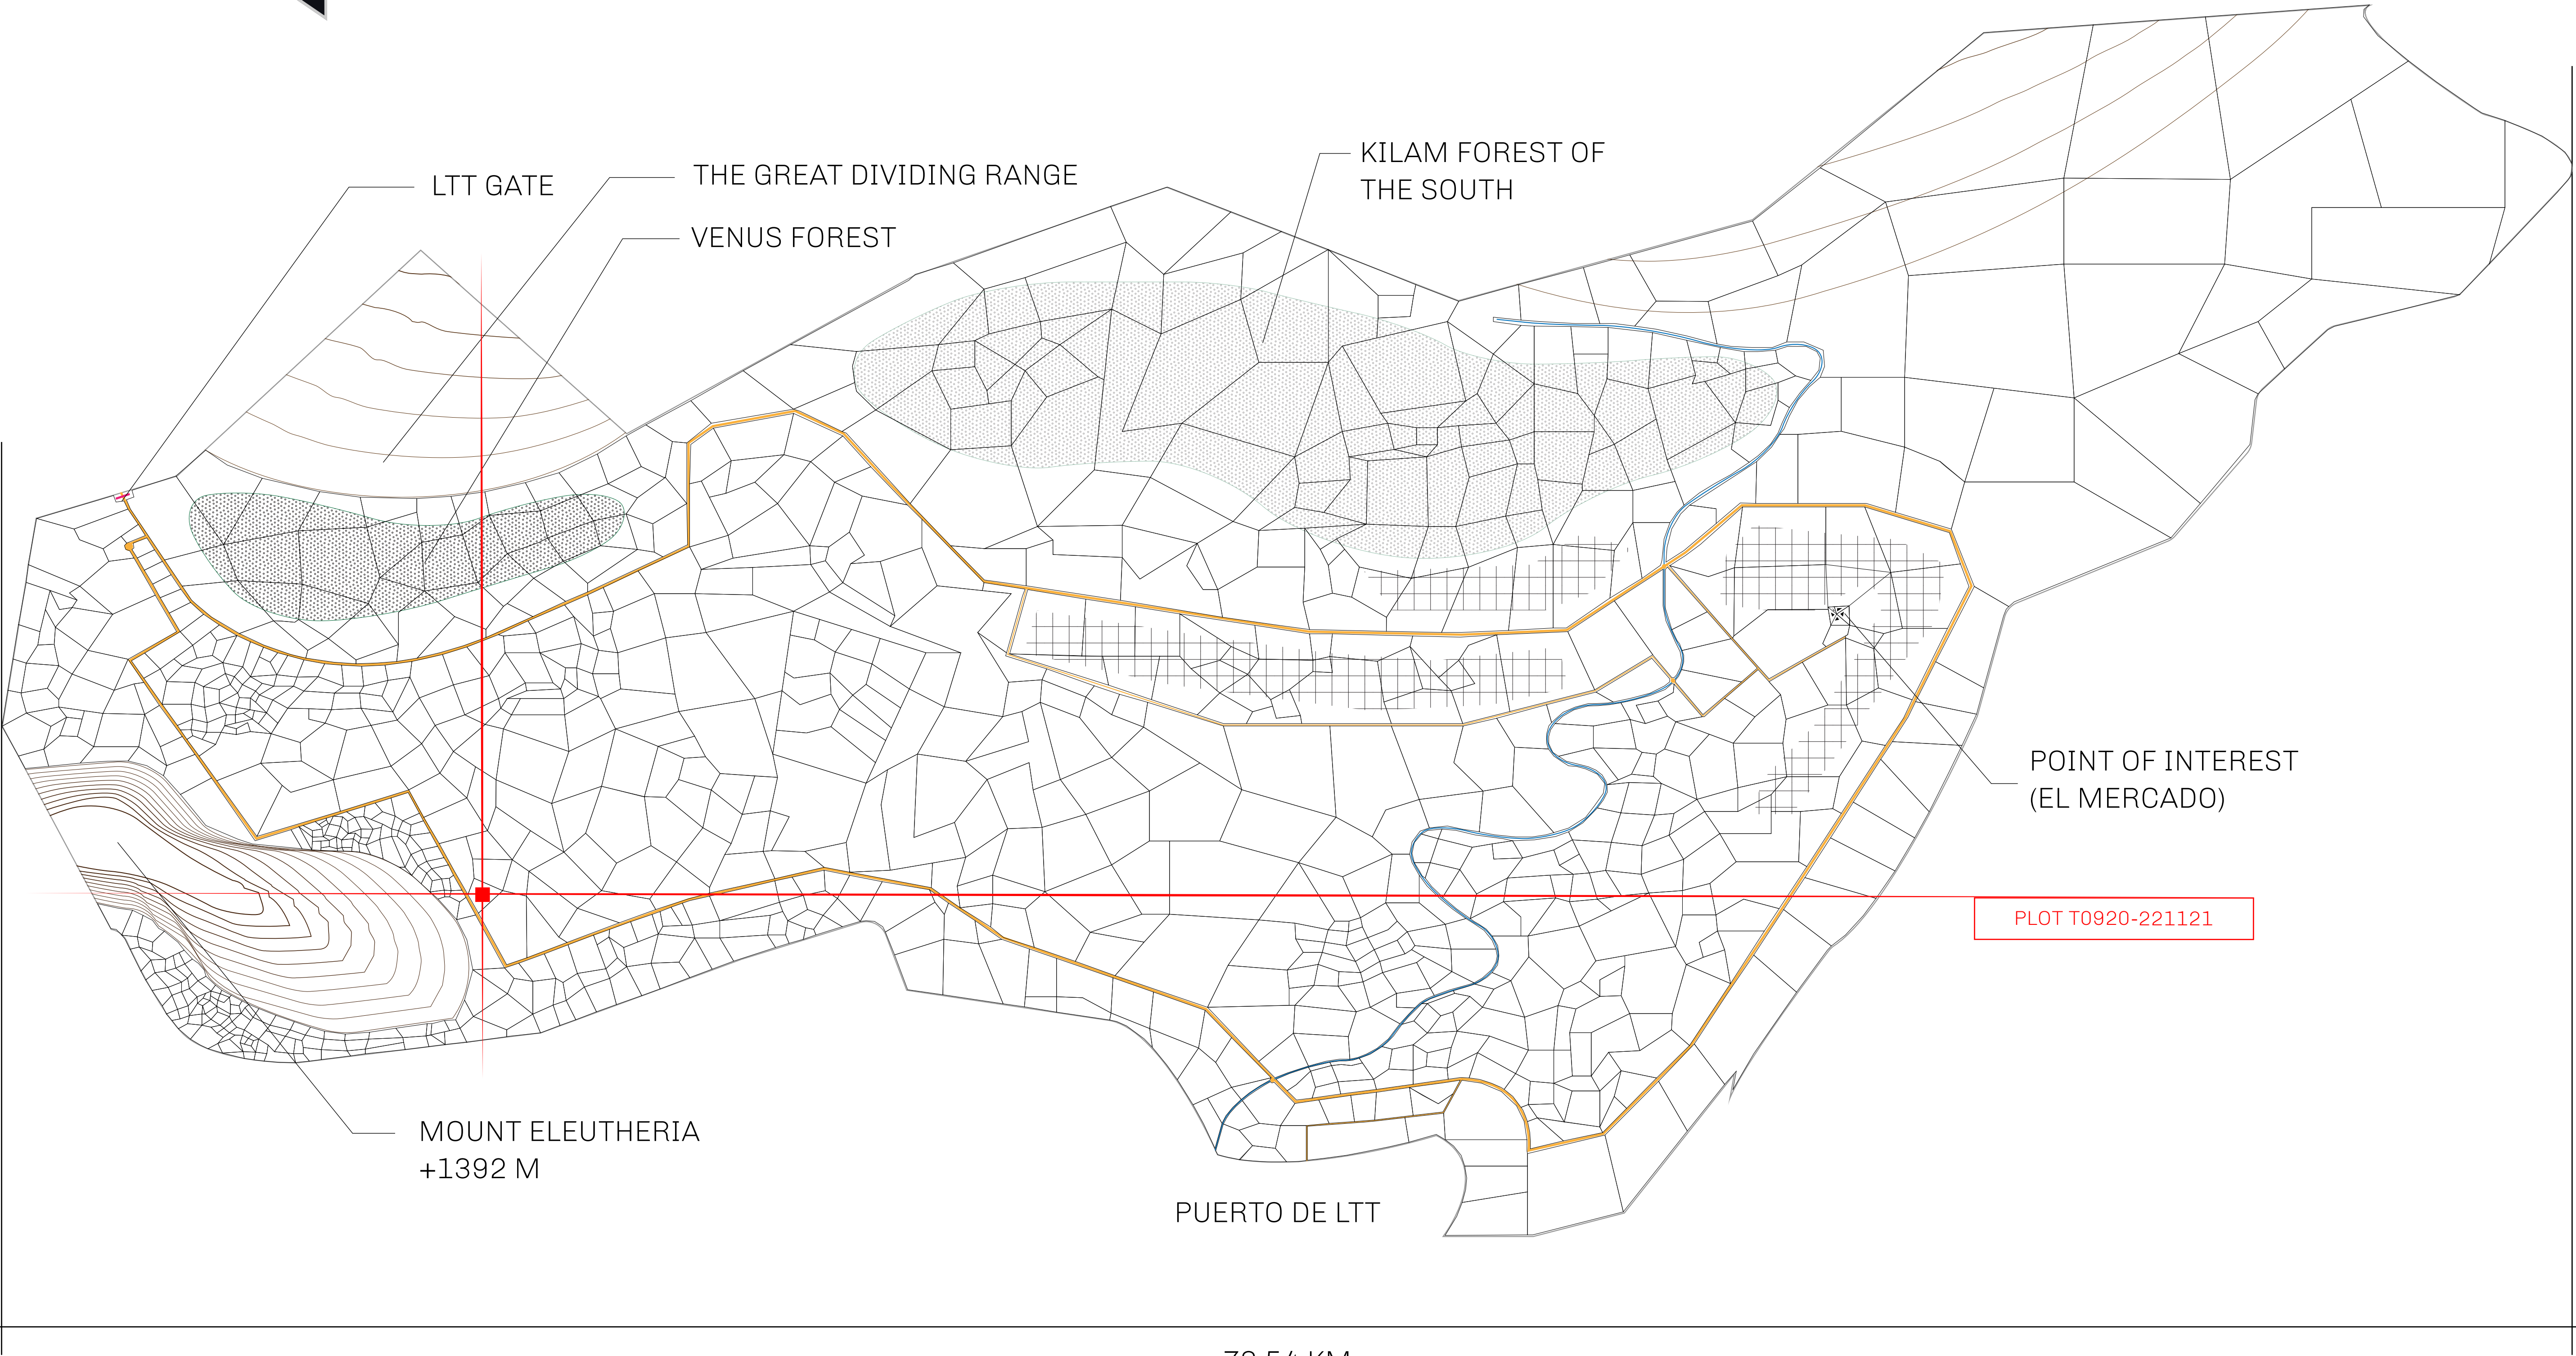 LTT GATE
THE GREAT DIVIDING RANGE
VENUS FOREST
KILAM FOREST OF
THE SOUTH
POINT OF INTEREST
(EL MERCADO)
PLOT T0920-221121
MOUNT ELEUTHERIA
+1392 M
PUERTO DE LTT
KM